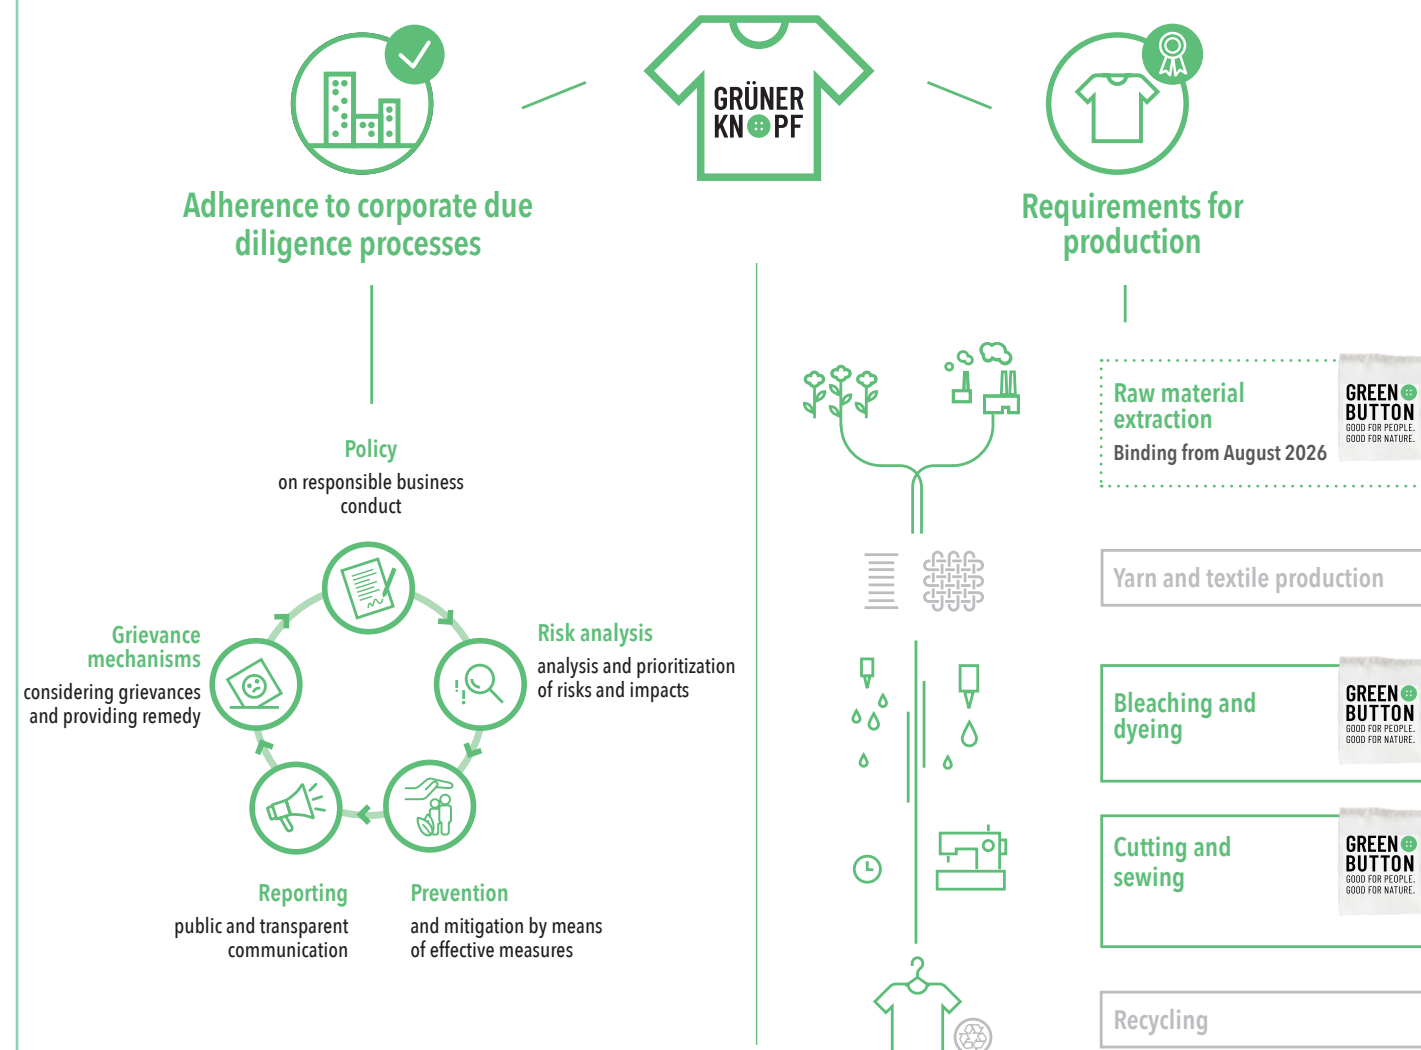 GRÜNER
KNOPF
Adherence to corporate due
diligence processes
Requirements for
production
Policy
on responsible business
conduct
Risk analysis
analysis and prioritization
of risks and impacts
Prevention
and mitigation by means
of effective measures
Reporting
public and transparent
communication
Grievance
mechanisms
considering grievances
and providing remedy
Raw material
extraction
Binding from August 2026
GREEN
BUTTON
GOOD FOR PEOPLE.
GOOD FOR NATURE.
Yarn and textile production
Bleaching and
dyeing
GREEN
BUTTON
GOOD FOR PEOPLE.
GOOD FOR NATURE.
Cutting and
sewing
GREEN
BUTTON
GOOD FOR PEOPLE.
GOOD FOR NATURE.
Recycling